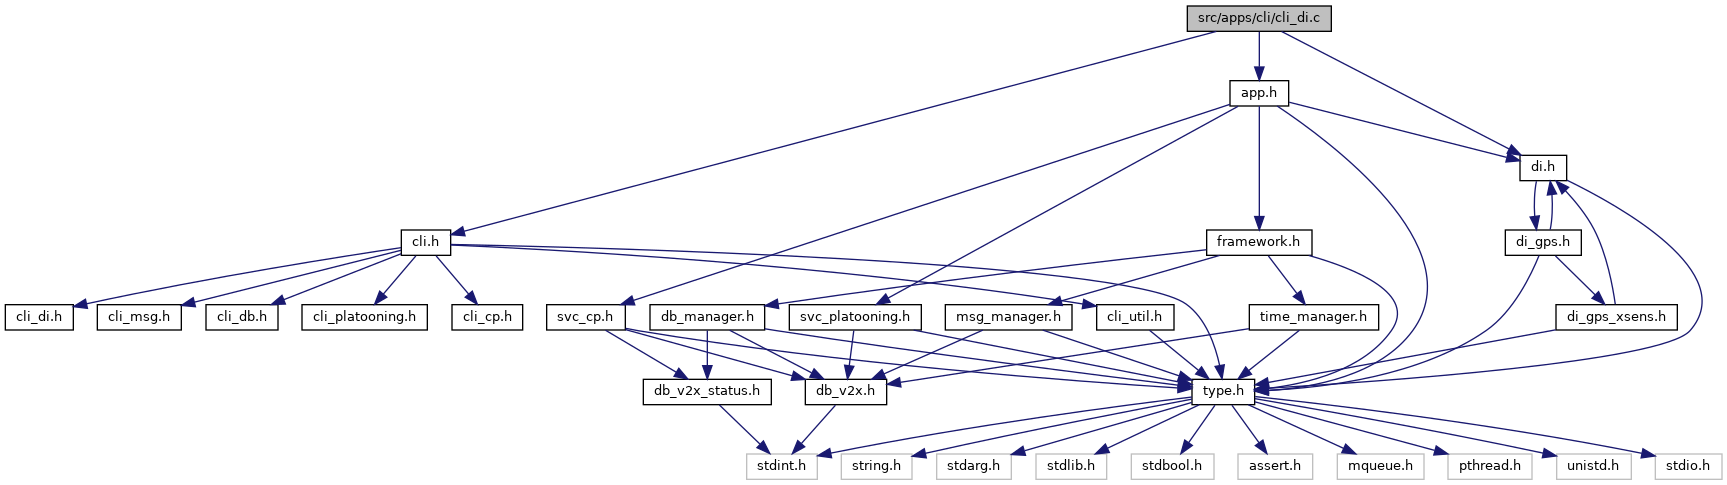 src/apps/cli/cli_di.c
app.h
di.h
cli.h
framework.h
di_gps.h
cli_di.h
cli_msg.h
cli_db.h
cli_platooning.h
cli_cp.h
svc_cp.h
db_manager.h
svc_platooning.h
msg_manager.h
cli_util.h
time_manager.h
di_gps_xsens.h
db_v2x_status.h
db_v2x.h
type.h
stdint.h
string.h
stdarg.h
stdlib.h
stdbool.h
assert.h
mqueue.h
pthread.h
unistd.h
stdio.h